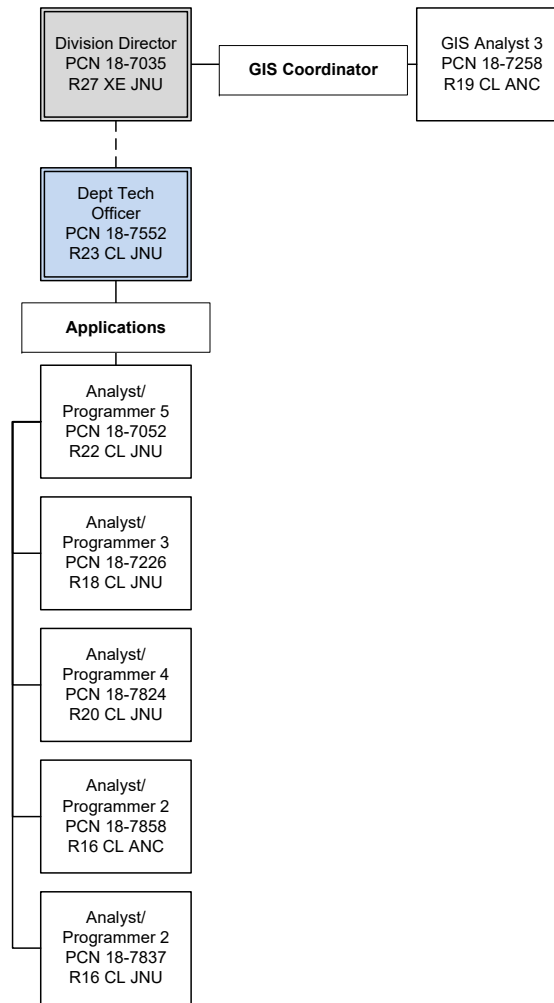 Division Director
PCN 18-7035
R27 XE JNU
GIS Coordinator
GIS Analyst 3
PCN 18-7258
R19 CL ANC
Dept Tech
Officer
PCN 18-7552
R23 CL JNU
Applications
Analyst/
Programmer 5
PCN 18-7052
R22 CL JNU
Analyst/
Programmer 3
PCN 18-7226
R18 CL JNU
Analyst/
Programmer 4
PCN 18-7824
R20 CL JNU
Analyst/
Programmer 2
PCN 18-7858
R16 CL ANC
Analyst/
Programmer 2
PCN 18-7837
R16 CL JNU